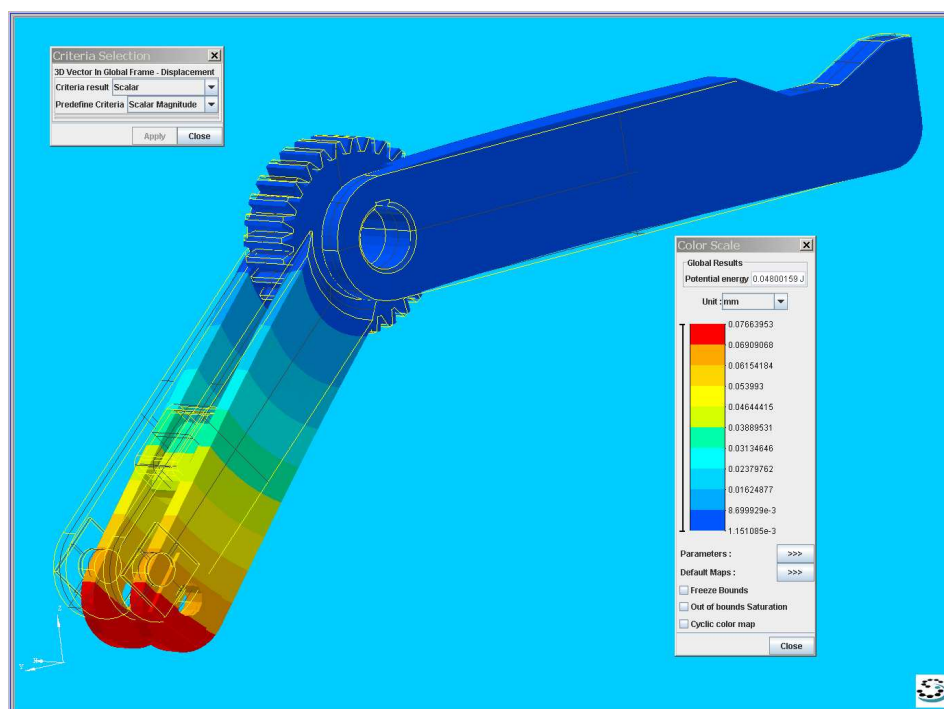 Criteria Selection
3D Vector In Global Frame - Displacement
Criteria result Scalar
Predefine Criteria Scalar Magnitude
Apply Close
Color Scale
Global Results
Potential energy 0.04800159 J
Unit : mm
0.07663953
0.06909068
0.06154184
0.053993
0.04644415
0.03889531
0.03134646
0.02379762
0.01624877
8.699929e-3
1.151085e-3
Parameters : >>>
Default Maps : >>>
Freeze Bounds
Out of bounds Saturation
Cyclic color map
Close
Z
Y